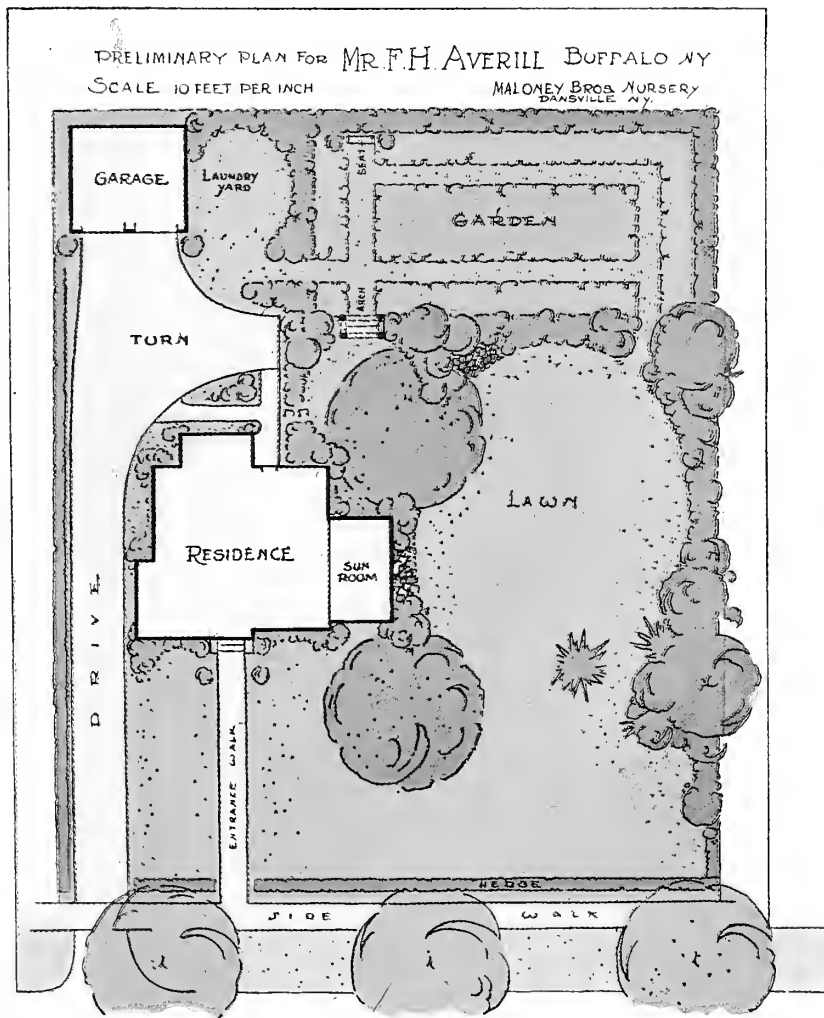 PRELIMINARY PLAN FOR MR. F. H. AVERILL BUFFALO NY
SCALE 10 FEET PER INCH
MALONEY BROS. NURSERY
DANSVILLE N.Y.
GARAGE
LAUNDRY
YARD
SEAT
GARDEN
ARCH
TURN
LAWN
RESIDENCE
SUN
ROOM
DRIVE
ENTRANCE WALK
HEDGE
SIDE WALK